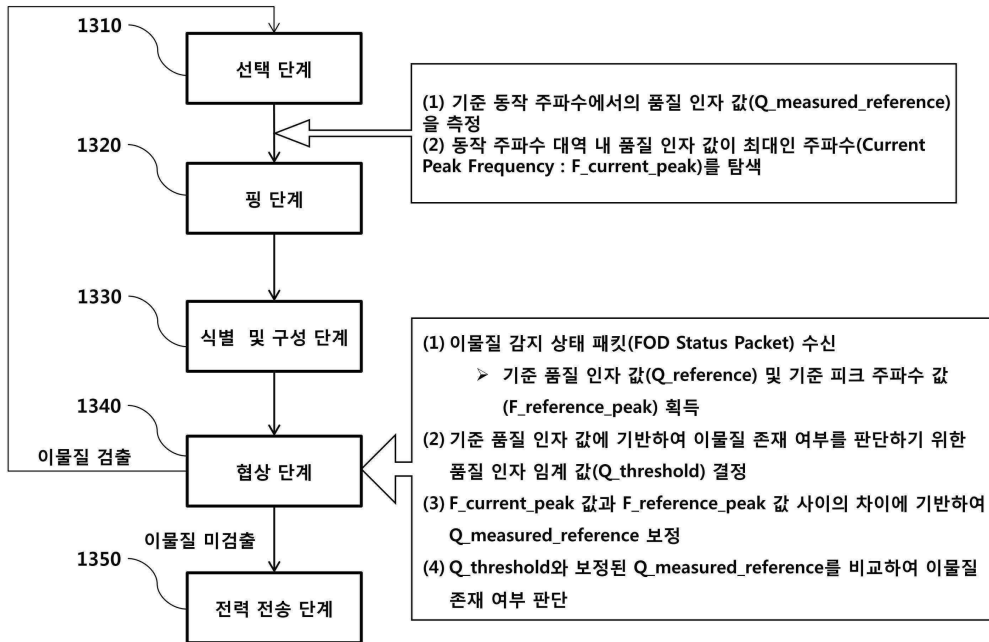 1310
선택 단계
(1) 기준 동작 주파수에서의 품질 인자 값(Q_measured_reference)
을 측정
(2) 동작 주파수 대역 내 품질 인자 값이 최대인 주파수(Current
Peak Frequency : F_current_peak)를 탐색
1320
핑 단계
1330
식별 및 구성 단계
(1) 이물질 감지 상태 패킷(FOD Status Packet) 수신
➢ 기준 품질 인자 값(Q_reference) 및 기준 피크 주파수 값
(F_reference_peak) 획득
(2) 기준 품질 인자 값에 기반하여 이물질 존재 여부를 판단하기 위한
품질 인자 임계 값(Q_threshold) 결정
(3) F_current_peak 값과 F_reference_peak 값 사이의 차이에 기반하여
Q_measured_reference 보정
(4) Q_threshold와 보정된 Q_measured_reference를 비교하여 이물질
존재 여부 판단
1340
이물질 검출
협상 단계
이물질 미검출
1350
전력 전송 단계